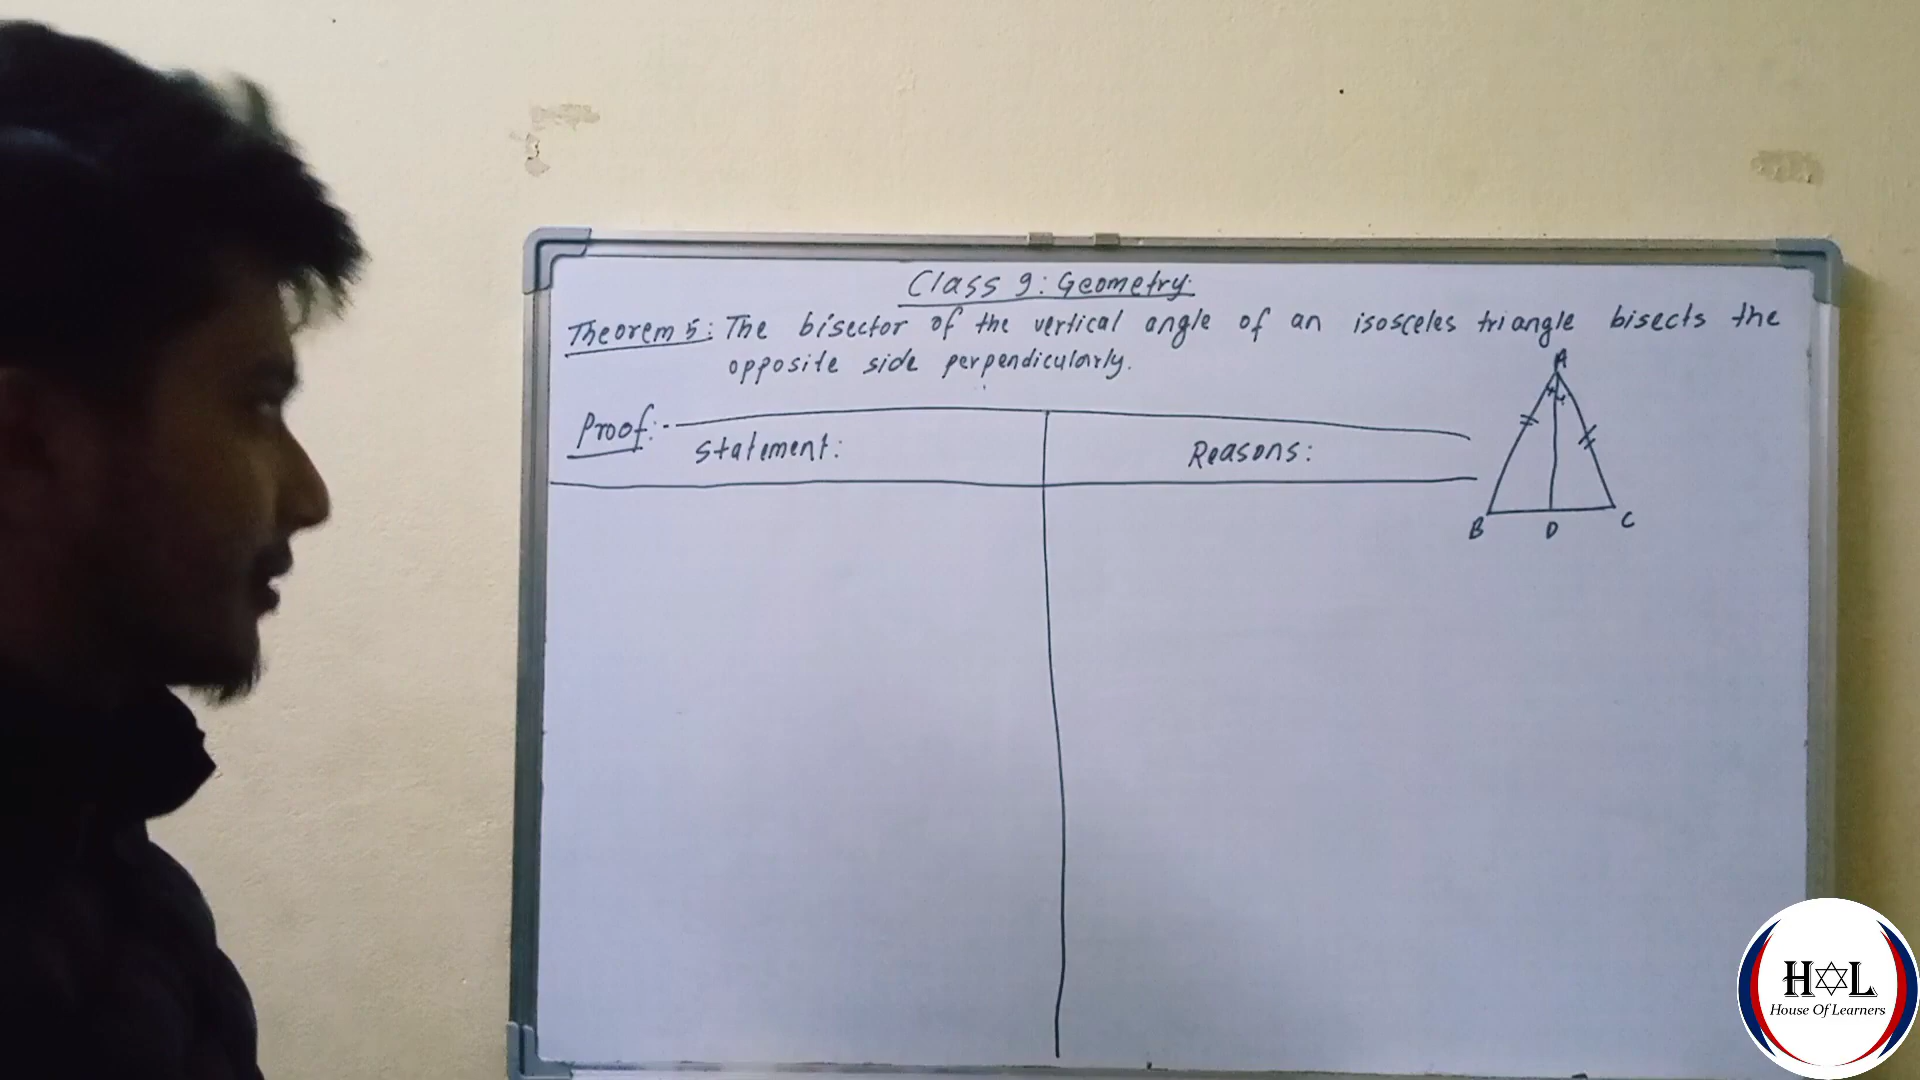 Class 9: Geometry.
Theorem 5: The bisector of the vertical angle of an isosceles triangle bisects the
opposite side perpendicularly.
A
Proof:-
Statement:
Reasons:
B
D
C
H L
House Of Learners